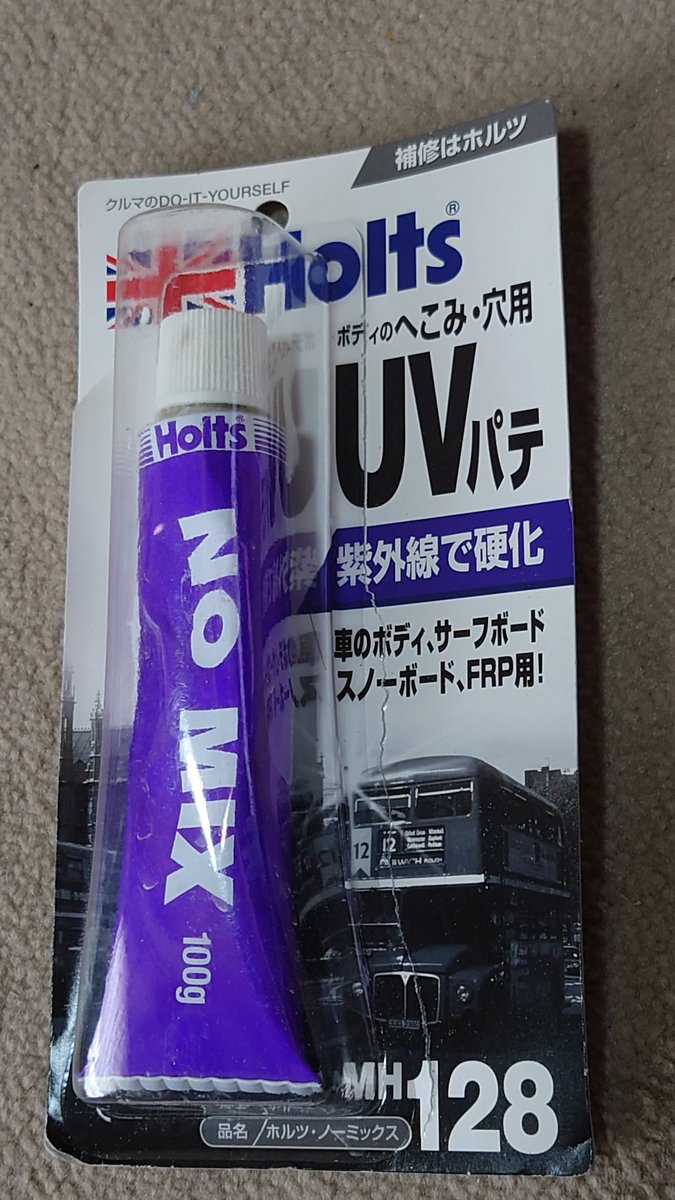 補修はホルツ
クルマのDO-IT-YOURSELF
Holts®
ボディのへこみ・穴用
UVパテ
紫外線で硬化
車のボディ、サーフボード
スノーボード、FRP用!
Holts®
NO MIX
100g
12
12
MH128
品名/ホルツ・ノーミックス